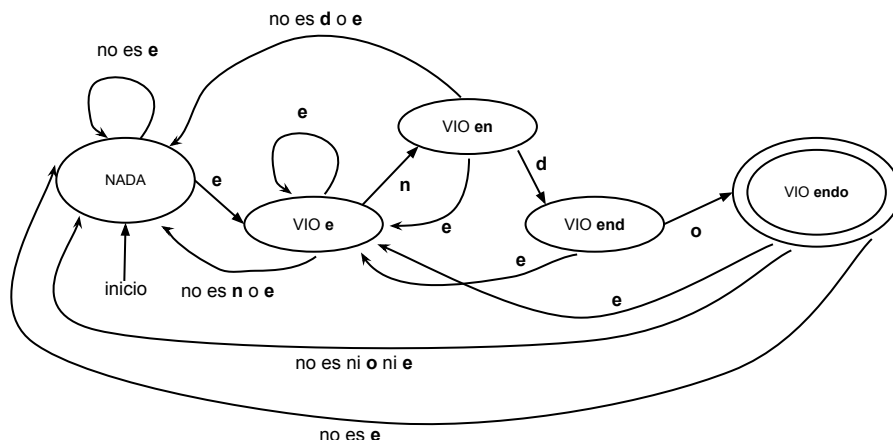 no es d o e
no es e
e
VIO en
NADA
e
n
d
VIO e
e
VIO end
VIO endo
o
e
inicio
no es n o e
e
no es ni o ni e
no es e